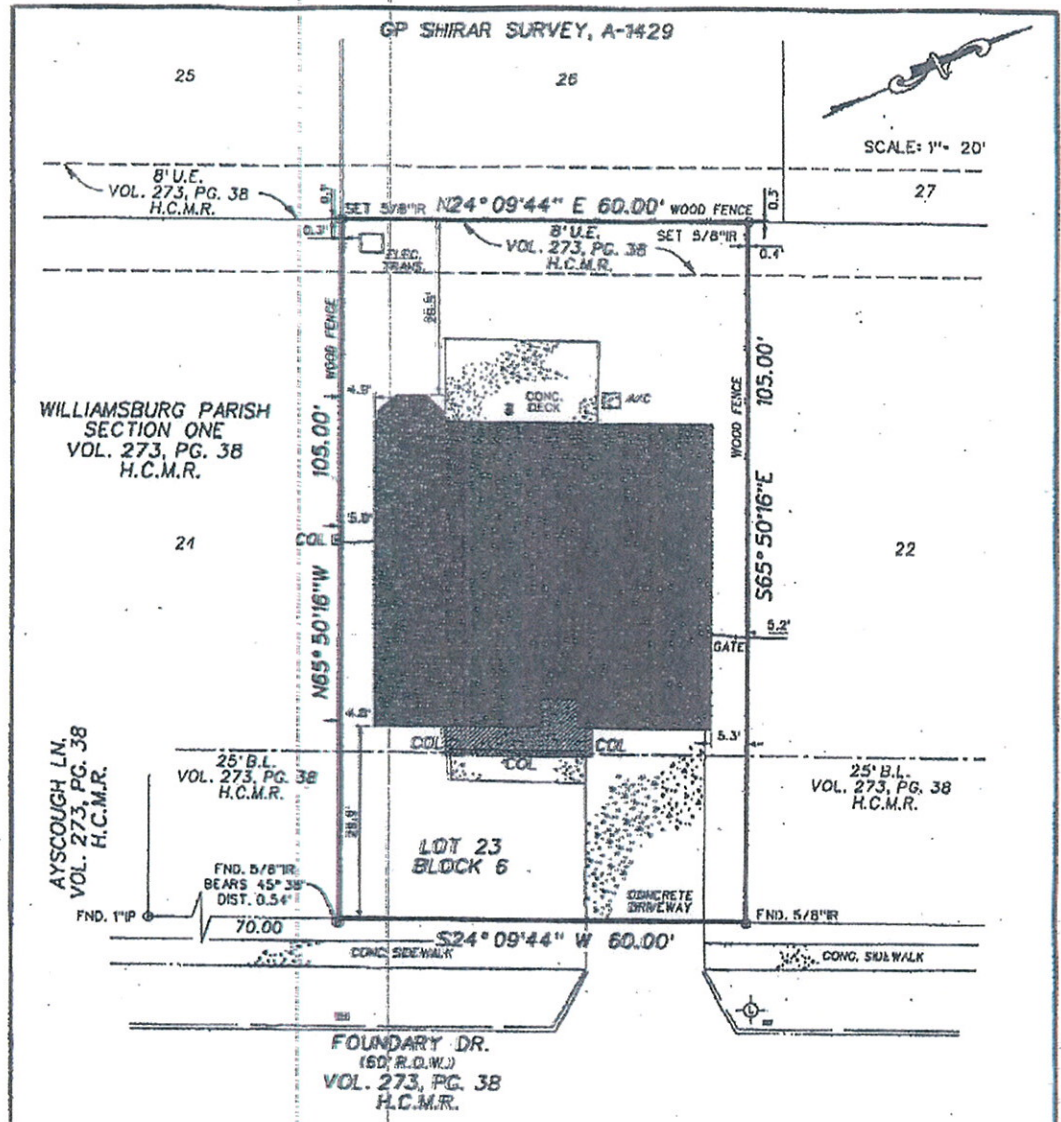 GP SHIRAR SURVEY, A-1429
25
26
SCALE: 1"= 20'
27
8' U.E.
VOL. 273, PG. 38
H.C.M.R.
0.1'
SET 5/8"IR
N24°09'44" E 60.00'
WOOD FENCE
0.3'
0.3'
ELEC.
TRANS.
8' U.E.
VOL. 273, PG. 38
H.C.M.R.
SET 5/8"IR
0.4'
WOOD FENCE
CONC.
DECK
A/C
WOOD FENCE
105.00'
WILLIAMSBURG PARISH
SECTION ONE
VOL. 273, PG. 38
H.C.M.R.
105.00'
24
COL
N65°50'16"W
S65°50'16"E
22
5.2'
GATE
COL
COL
COL
5.3'
25' B.L.
VOL. 273, PG. 38
H.C.M.R.
25' B.L.
VOL. 273, PG. 38
H.C.M.R.
AYSCOUGH LN.
VOL. 273, PG. 38
H.C.M.R.
LOT 23
BLOCK 6
FND. 5/8"IR
BEARS 45°38'
DIST. 0.54'
FND. 1"IP
70.00
CONCRETE
DRIVEWAY
FND. 5/8"IR
S24°09'44" W 60.00'
CONC. SIDEWALK
CONC. SIDEWALK
FOUNDARY DR.
(60' R.O.W.)
VOL. 273, PG. 38
H.C.M.R.